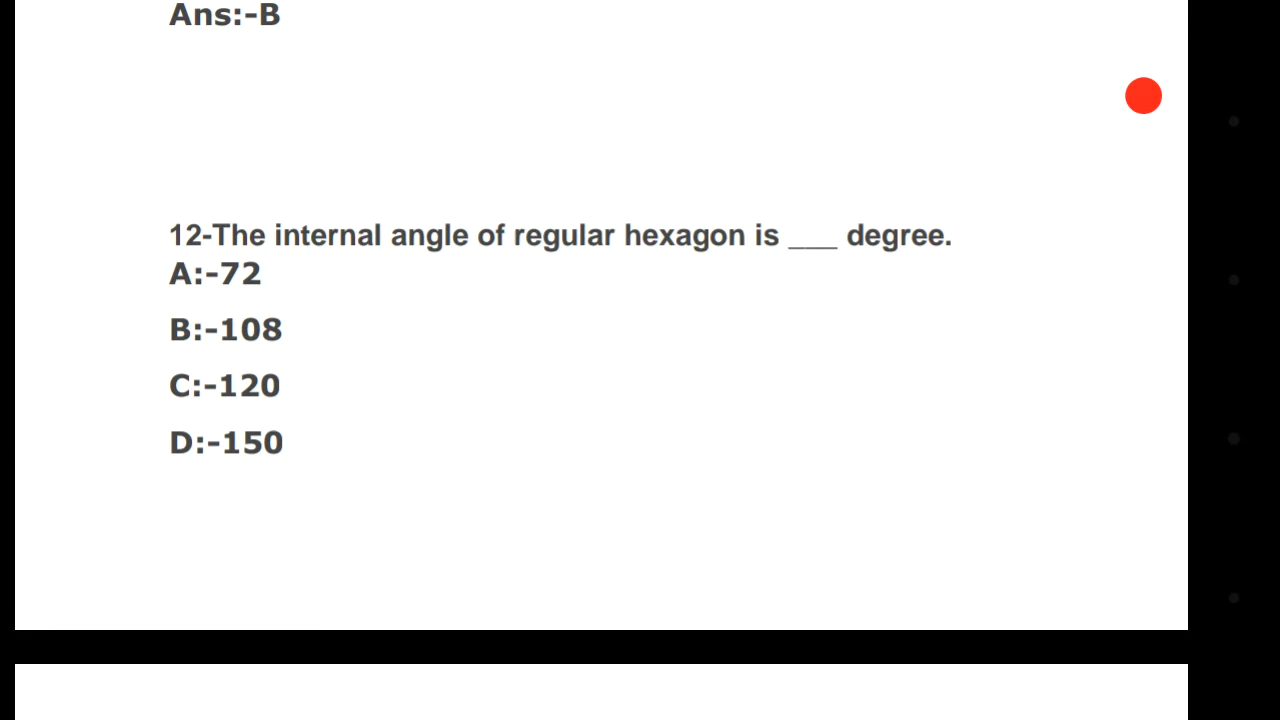 Ans:-B
12-The internal angle of regular hexagon is ___ degree.
A:-72
B:-108
C:-120
D:-150